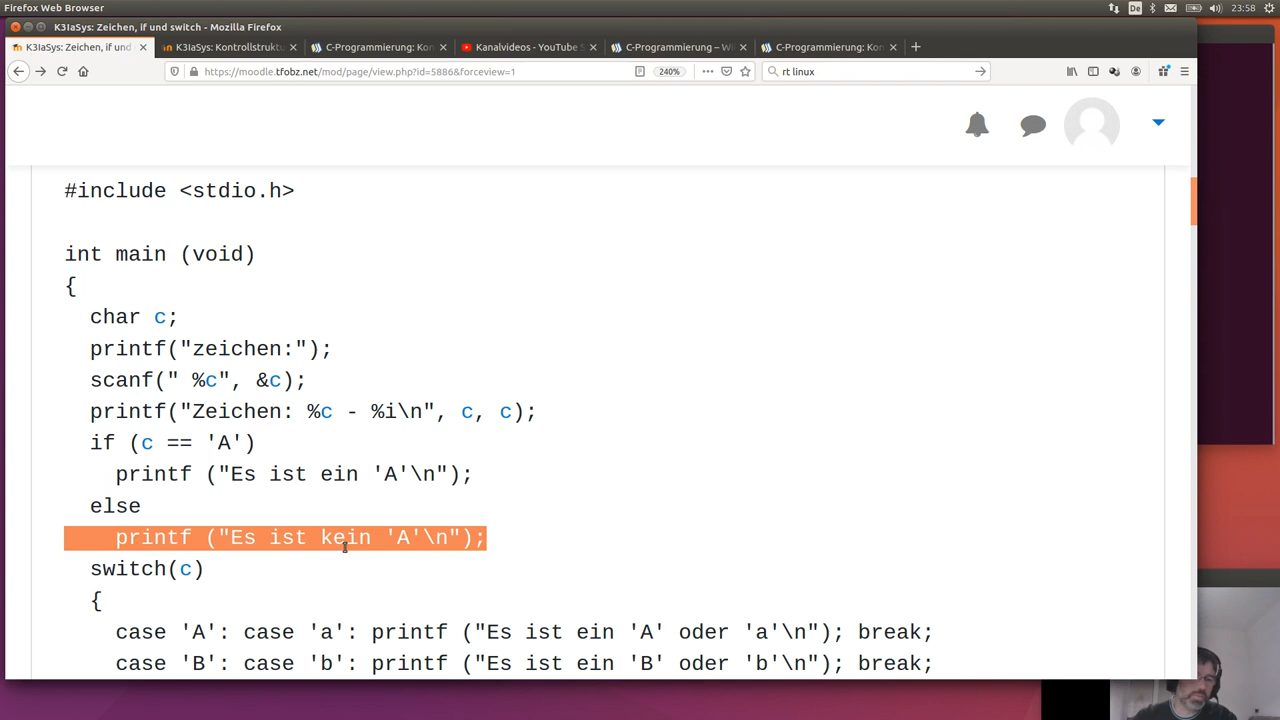 Firefox Web Browser
De
23:58
K3IaSys: Zeichen, if und switch - Mozilla Firefox
K3IaSys: Zeichen, if und
K3IaSys: Kontrollstruktu
C-Programmierung: Kon
Kanalvideos - YouTube S
C-Programmierung – Wi
C-Programmierung: Kon
https://moodle.tfobz.net/mod/page/view.php?id=5886&forceview=1
240%
rt linux
#include <stdio.h>
int main (void)
{
char c;
printf("zeichen:");
scanf(" %c", &c);
printf("Zeichen: %c - %i\n", c, c);
if (c == 'A')
printf ("Es ist ein 'A'\n");
else
printf ("Es ist kein 'A'\n");
switch(c)
{
case 'A': case 'a': printf ("Es ist ein 'A' oder 'a'\n"); break;
case 'B': case 'b': printf ("Es ist ein 'B' oder 'b'\n"); break;